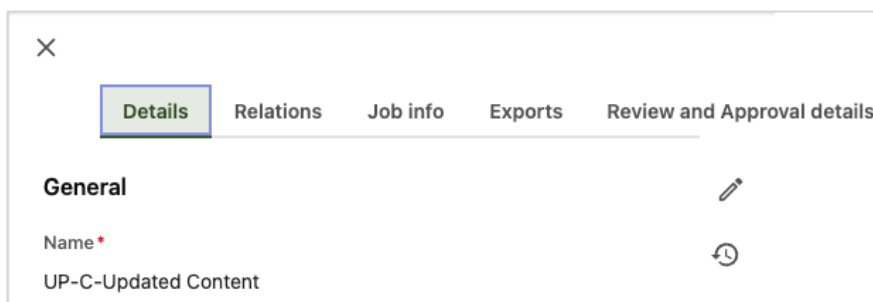 Details Relations Job info Exports Review and Approval details
General
Name*
UP-C-Updated Content